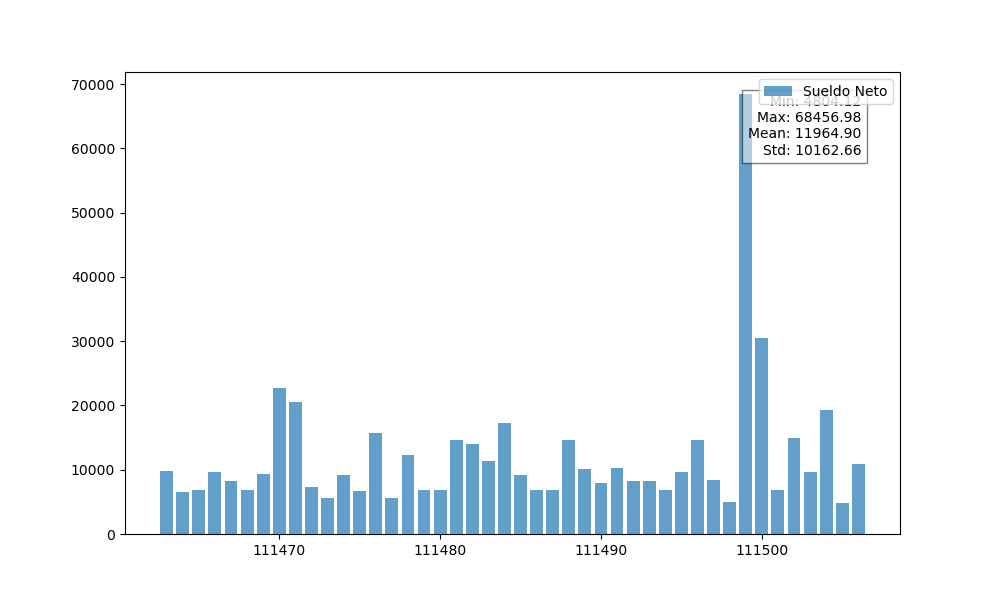 70000
60000
50000
40000
30000
20000
10000
0
111470
111480
111490
111500
Sueldo Neto
Min: 4804.12
Max: 68456.98
Mean: 11964.90
Std: 10162.66